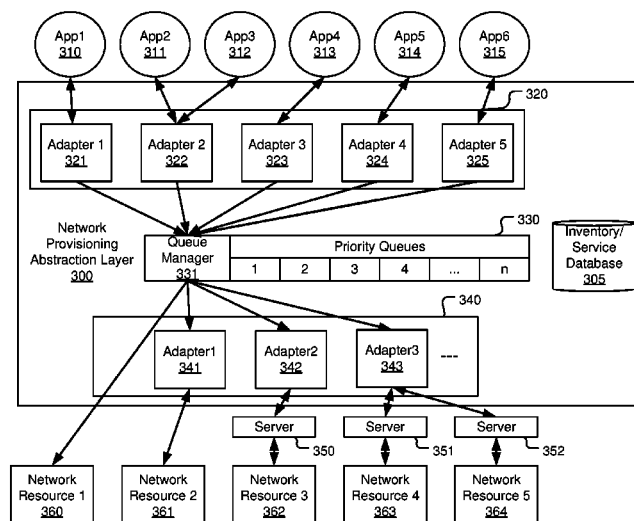 App1 App2 App3 App4 App5 App6
310 311 312 313 314 315
320
Adapter 1 Adapter 2 Adapter 3 Adapter 4 Adapter 5
321 322 323 324 325
330
Network
Provisioning
Abstraction Layer
300
Queue
Manager
331
Priority Queues
1 2 3 4 ... n
Inventory/
Service
Database
305
340
Adapter1 Adapter2 Adapter3 ---
341 342 343
Server Server Server
350 351 352
Network Network Network Network Network
Resource 1 Resource 2 Resource 3 Resource 4 Resource 5
360 361 362 363 364